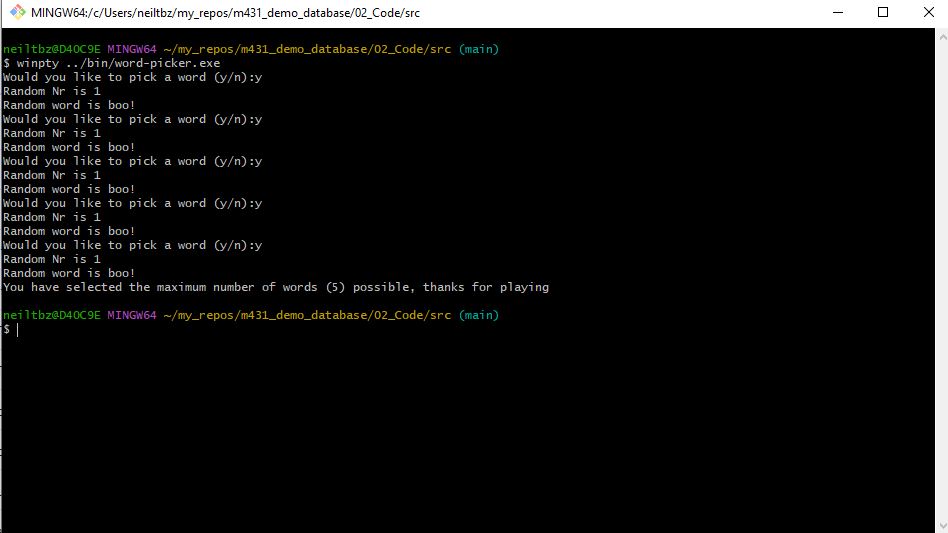 MINGW64:/c/Users/neiltbz/my_repos/m431_demo_database/02_Code/src
neiltbz@D40C9E MINGW64 ~/my_repos/m431_demo_database/02_Code/src (main)
$ winpty ../bin/word-picker.exe
Would you like to pick a word (y/n):y
Random Nr is 1
Random word is boo!
Would you like to pick a word (y/n):y
Random Nr is 1
Random word is boo!
Would you like to pick a word (y/n):y
Random Nr is 1
Random word is boo!
Would you like to pick a word (y/n):y
Random Nr is 1
Random word is boo!
Would you like to pick a word (y/n):y
Random Nr is 1
Random word is boo!
You have selected the maximum number of words (5) possible, thanks for playing
neiltbz@D40C9E MINGW64 ~/my_repos/m431_demo_database/02_Code/src (main)
$